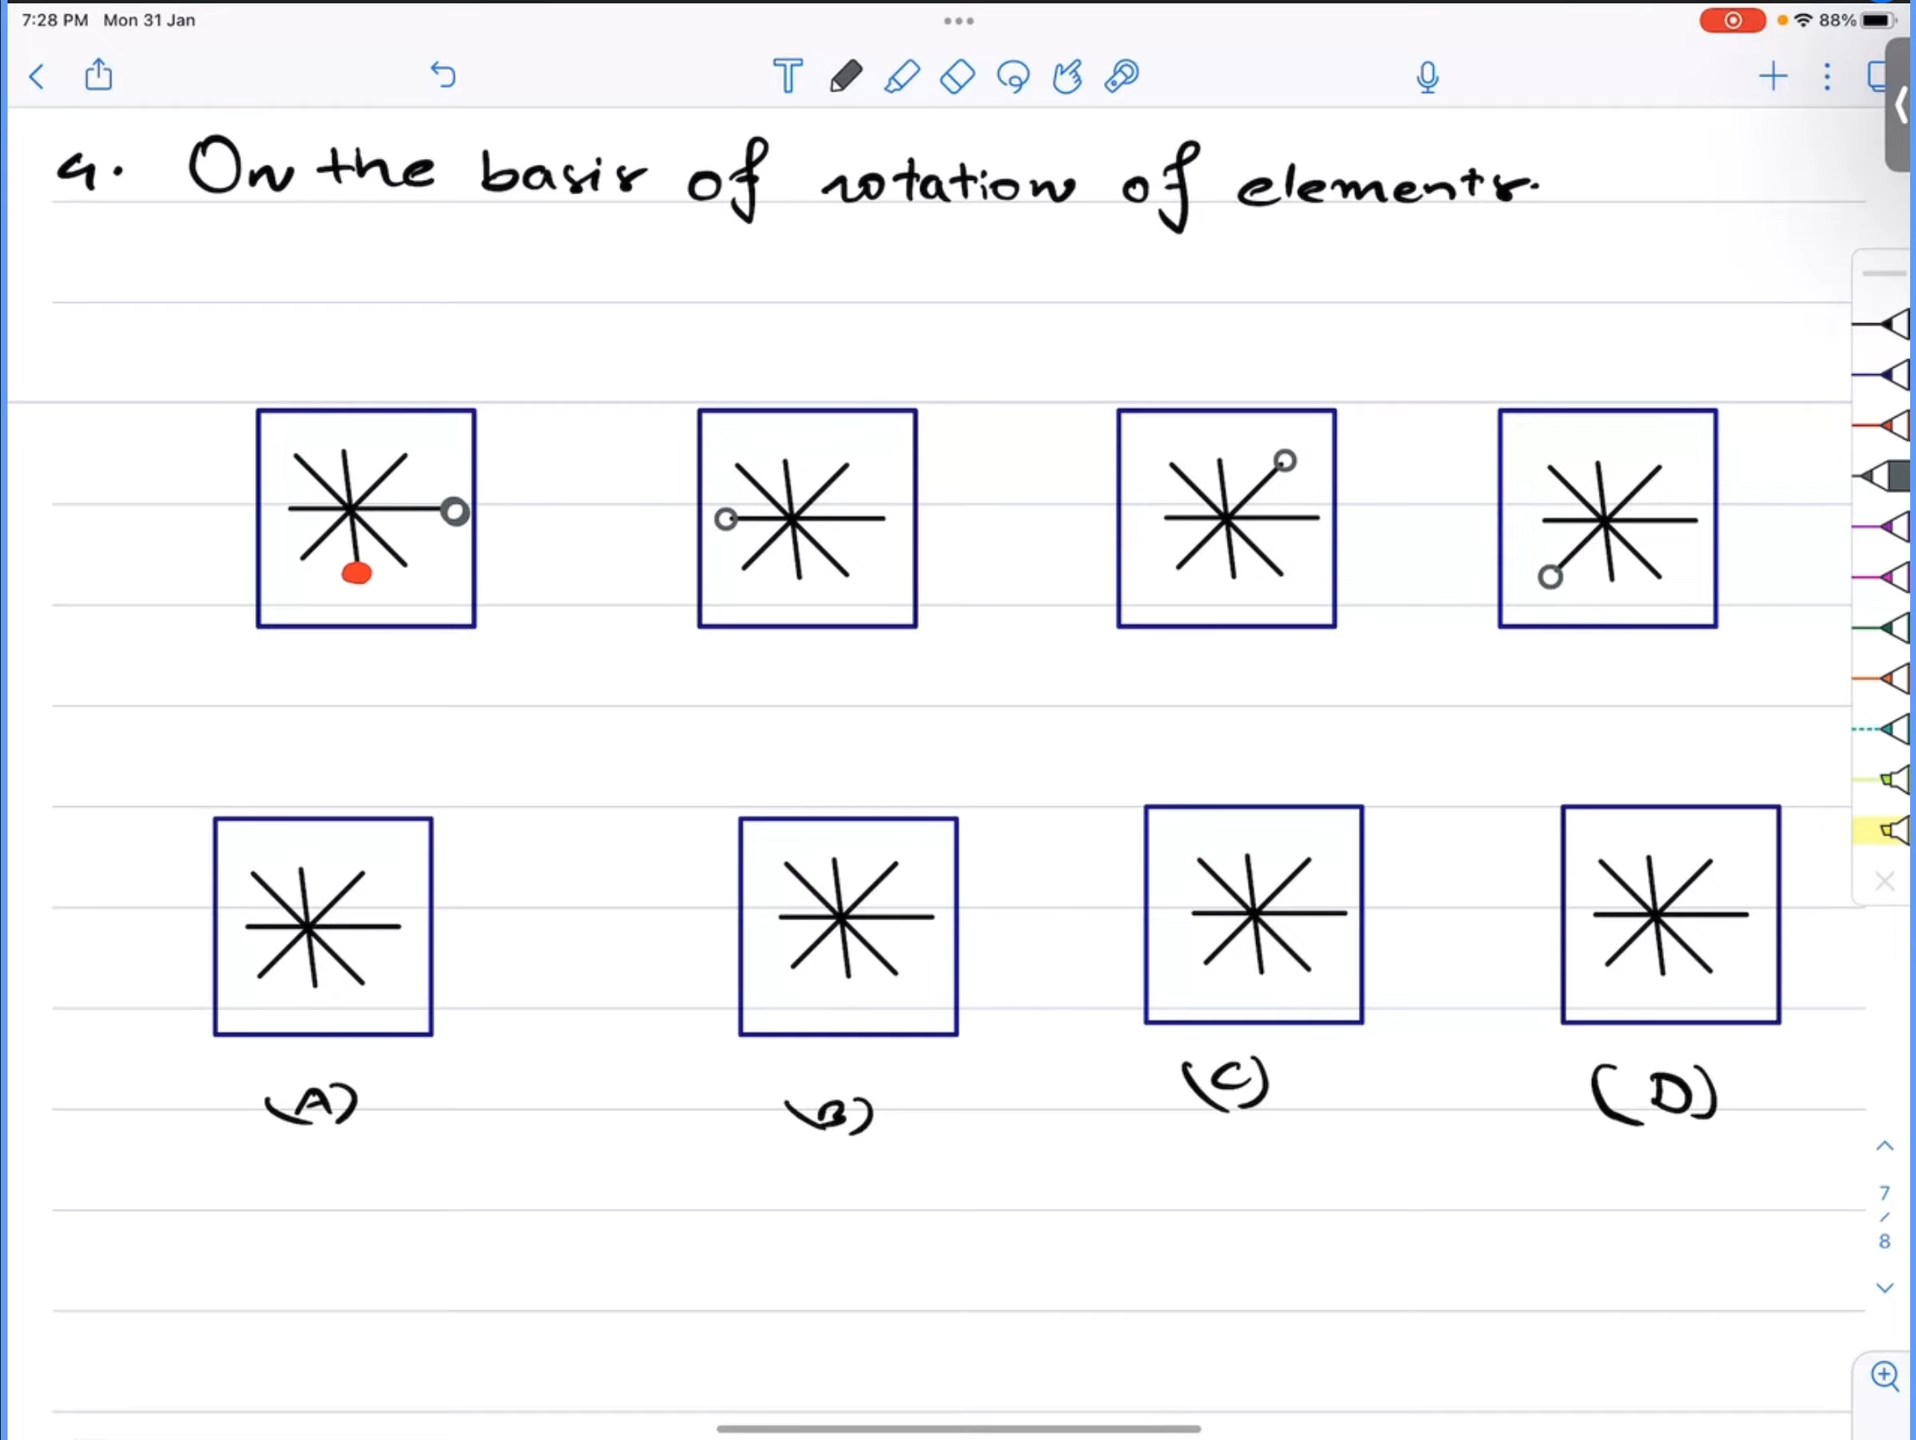 7:28 PM Mon 31 Jan
88%
T
4. On the basis of rotation of elements.
(A)
(B)
(C)
(D)
7
/
8